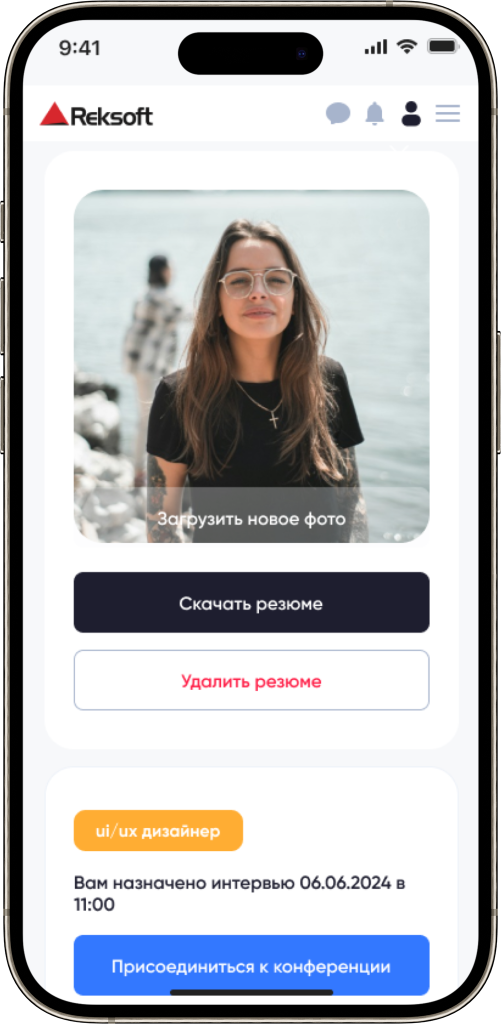 9:41
Reksoft
Загрузить новое фото
Скачать резюме
Удалить резюме
ui/ux дизайнер
Вам назначено интервью 06.06.2024 в
11:00
Присоединиться к конференции